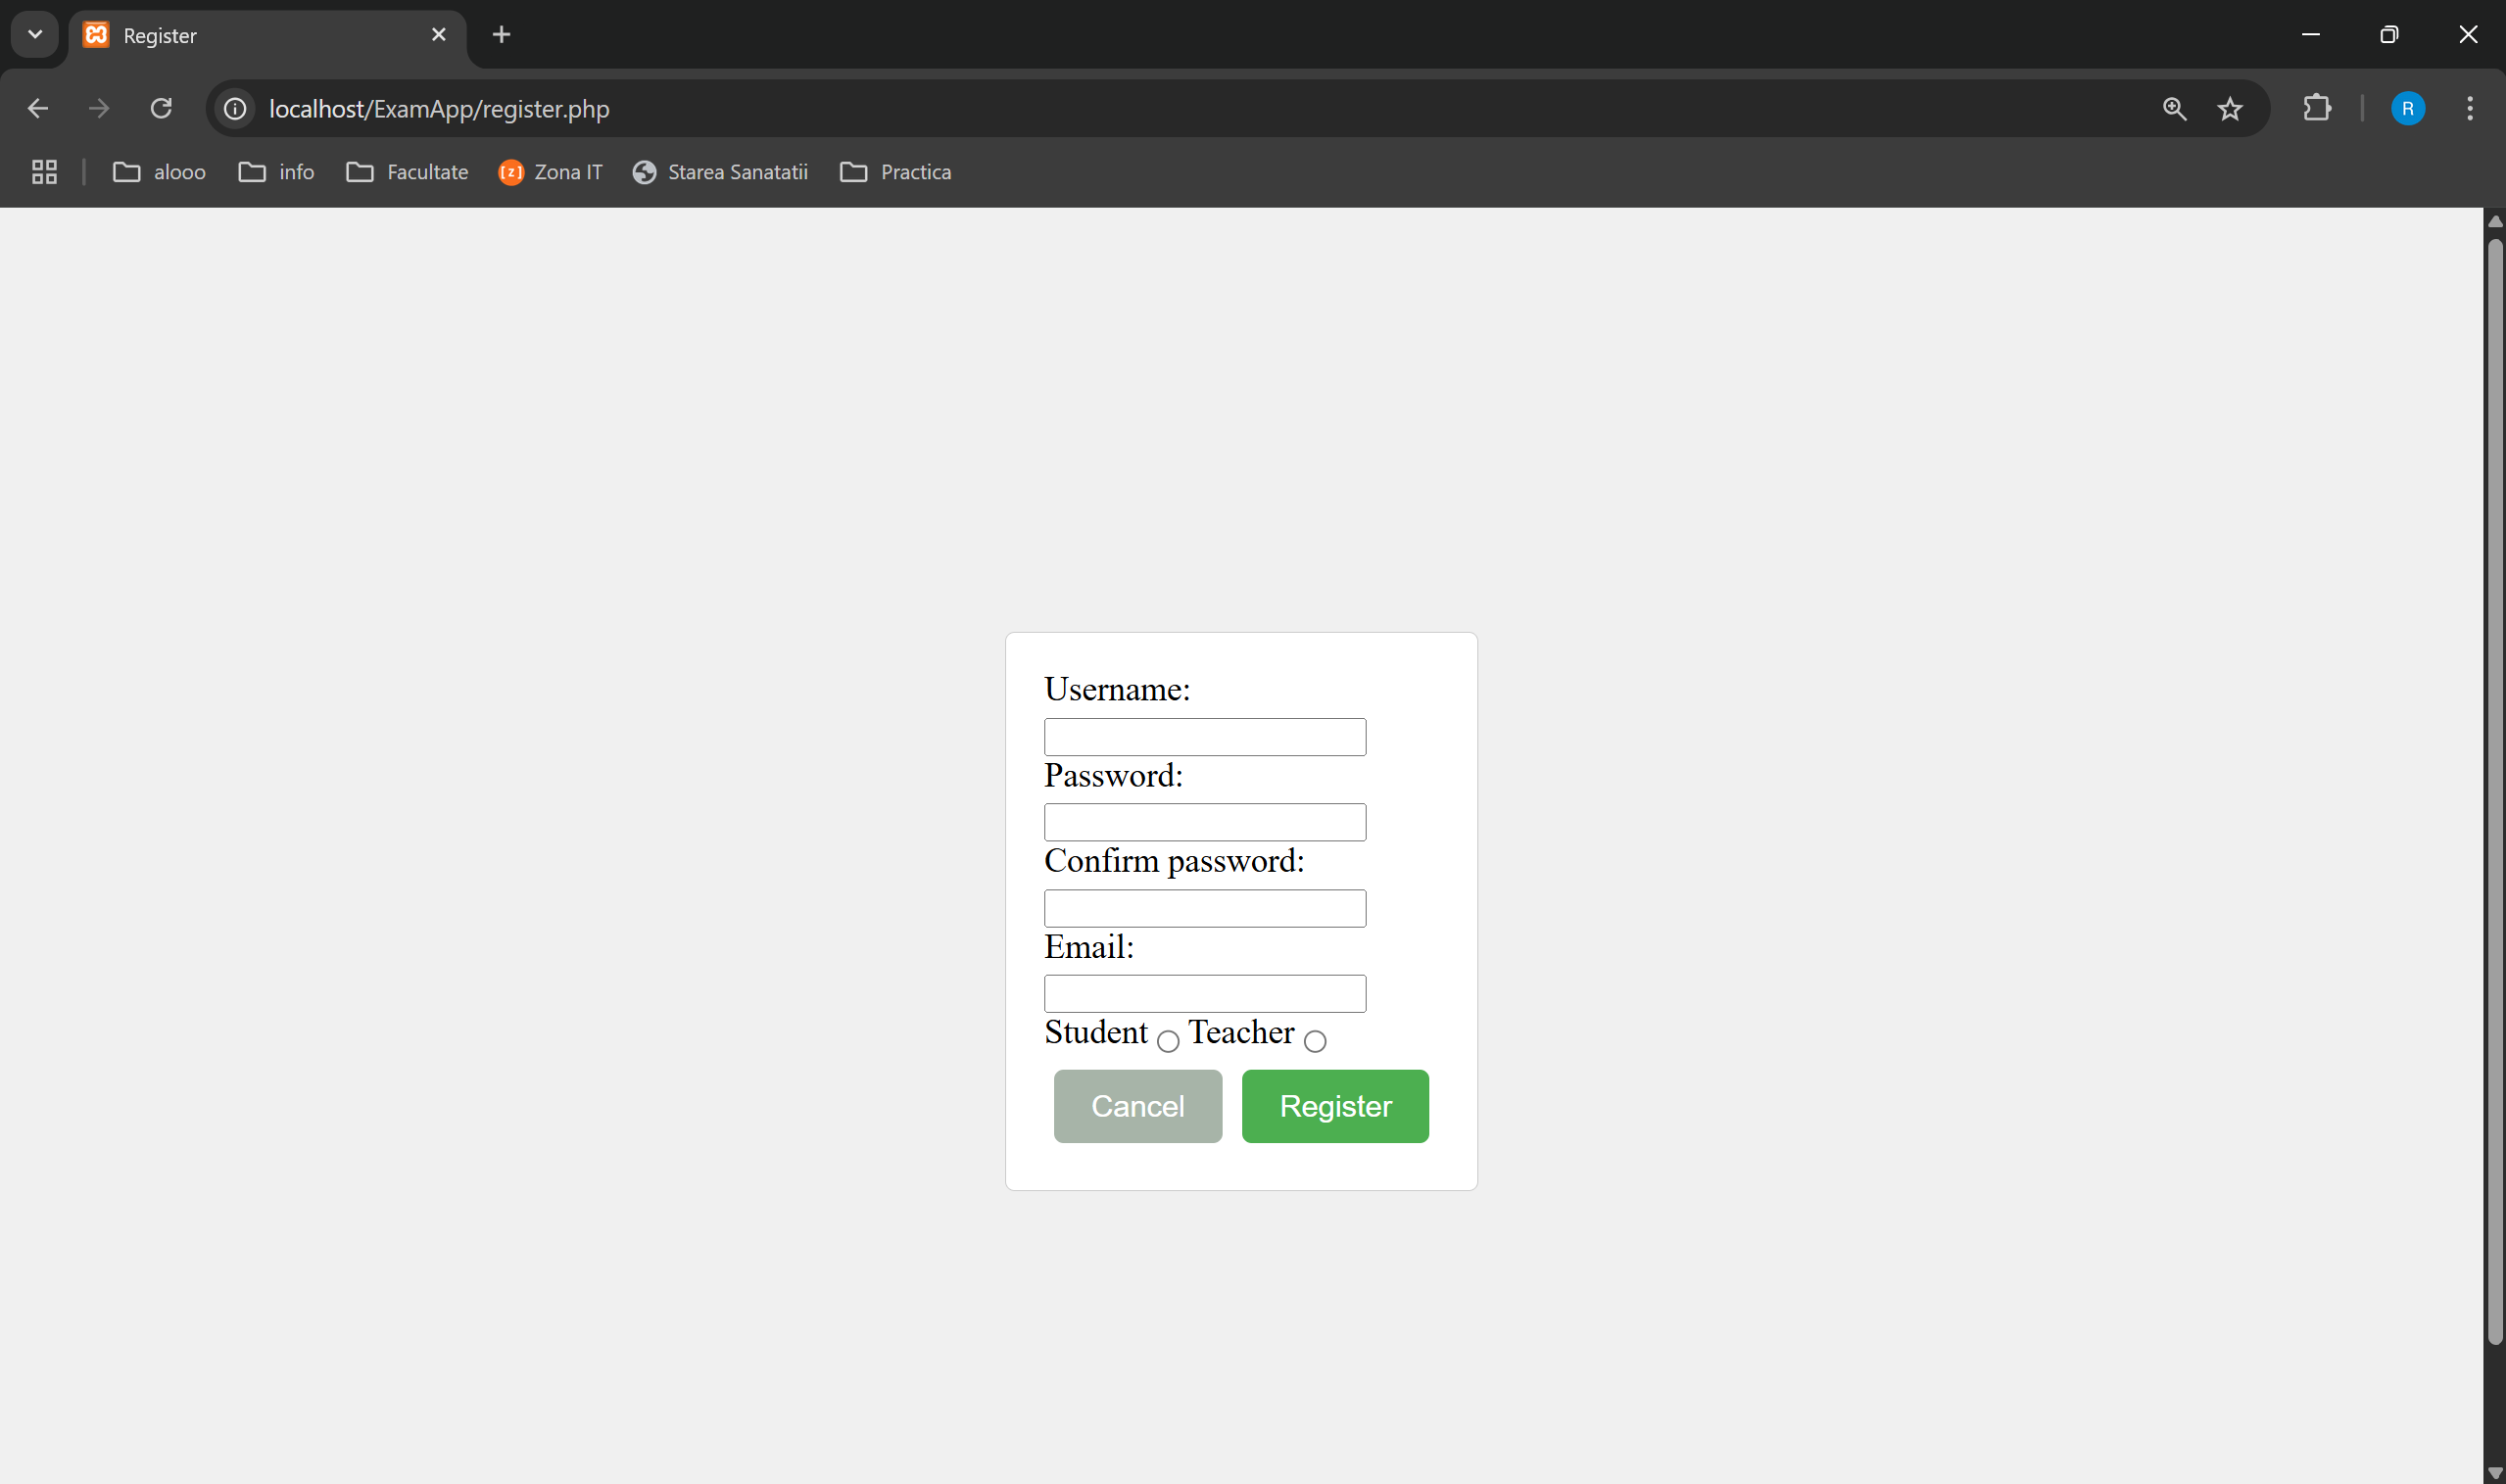 Register
localhost/ExamApp/register.php
R
alooo
info
Facultate
[z]
Zona IT
Starea Sanatatii
Practica
Username:
Password:
Confirm password:
Email:
Student Teacher
Cancel Register